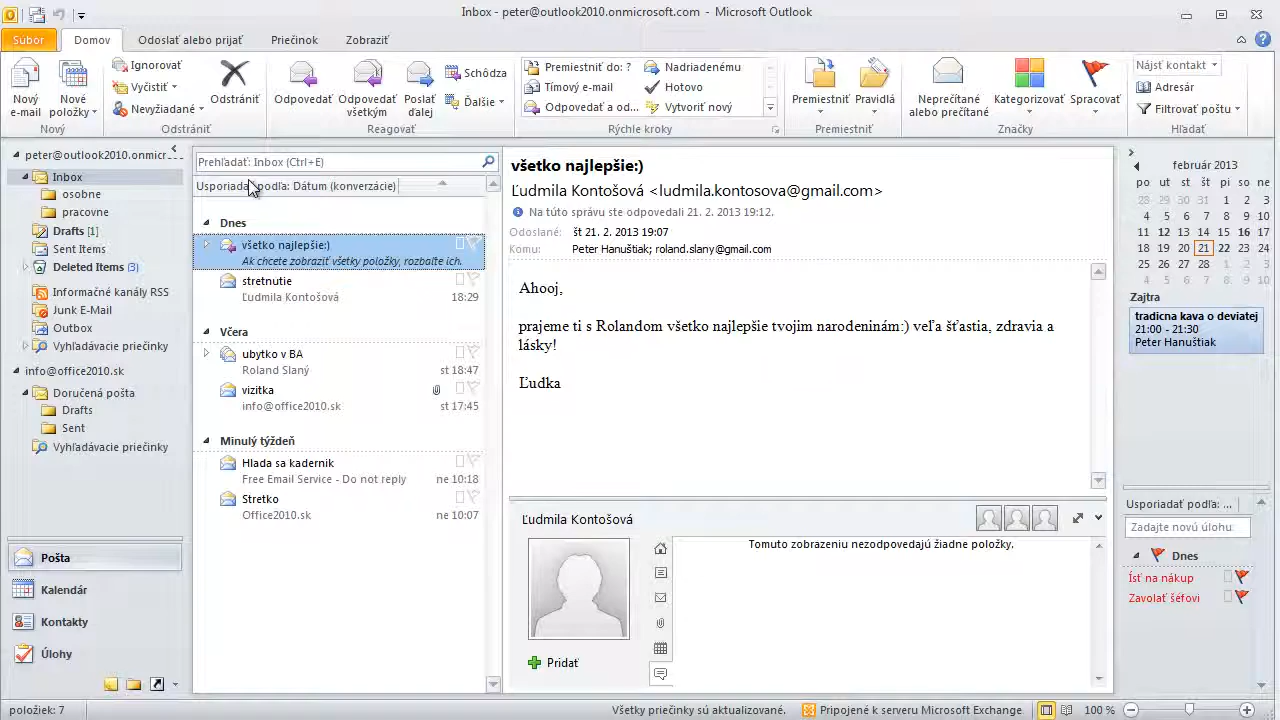 Inbox - peter@outlook2010.onmicrosoft.com - Microsoft Outlook
Súbor Domov Odoslať alebo prijať Priečinok Zobraziť
Nový e-mail
Nové položky
Nový
Ignorovať
Vyčistiť
Nevyžiadané
Odstrániť
Odstrániť
Odpovedať
Odpovedať všetkým
Poslať ďalej
Schôdza
Ďalšie
Reagovať
Premiestniť do: ?
Tímový e-mail
Odpovedať a od...
Nadriadenému
Hotovo
Vytvoriť nový
Rýchle kroky
Premiestniť
Pravidlá
Premiestniť
Neprečítané alebo prečítané
Kategorizovať
Spracovať
Značky
Nájsť kontakt
Adresár
Filtrovať poštu
Hľadať
peter@outlook2010.onmicr
Inbox
osobne
pracovne
Drafts [1]
Sent Items
Deleted Items (3)
Informačné kanály RSS
Junk E-Mail
Outbox
Vyhľadávacie priečinky
info@office2010.sk
Doručená pošta
Drafts
Sent
Vyhľadávacie priečinky
Pošta
Kalendár
Kontakty
Úlohy
Prehľadať: Inbox (Ctrl+E)
Usporiadať podľa: Dátum (konverzácie)
Dnes
všetko najlepšie:)
Ak chcete zobraziť všetky položky, rozbaľte ich.
stretnutie
Ľudmila Kontošová 18:29
Včera
ubytko v BA
Roland Slaný st 18:47
vizitka
info@office2010.sk st 17:45
Minulý týždeň
Hlada sa kadernik
Free Email Service - Do not reply ne 10:18
Stretko
Office2010.sk ne 10:07
všetko najlepšie:)
Ľudmila Kontošová <ludmila.kontosova@gmail.com>
Na túto správu ste odpovedali 21. 2. 2013 19:12.
Odoslané: št 21. 2. 2013 19:07
Komu: Peter Hanuštiak; roland.slany@gmail.com
Ahooj,
prajeme ti s Rolandom všetko najlepšie tvojim narodeninám:) veľa šťastia, zdravia a
lásky!
Ľudka
Ľudmila Kontošová
Tomuto zobrazeniu nezodpovedajú žiadne položky.
Pridať
február 2013
po ut st št pi so ne
28 29 30 31 1 2 3
4 5 6 7 8 9 10
11 12 13 14 15 16 17
18 19 20 21 22 23 24
25 26 27 28 1 2 3
4 5 6 7 8 9 10
Zajtra
tradicna kava o deviatej
21:00 - 21:30
Peter Hanuštiak
Usporiadať podľa: ...
Zadajte novú úlohu:
Dnes
Ísť na nákup
Zavolať šéfovi
položiek: 7
Všetky priečinky sú aktualizované.
Pripojené k serveru Microsoft Exchange
100 %